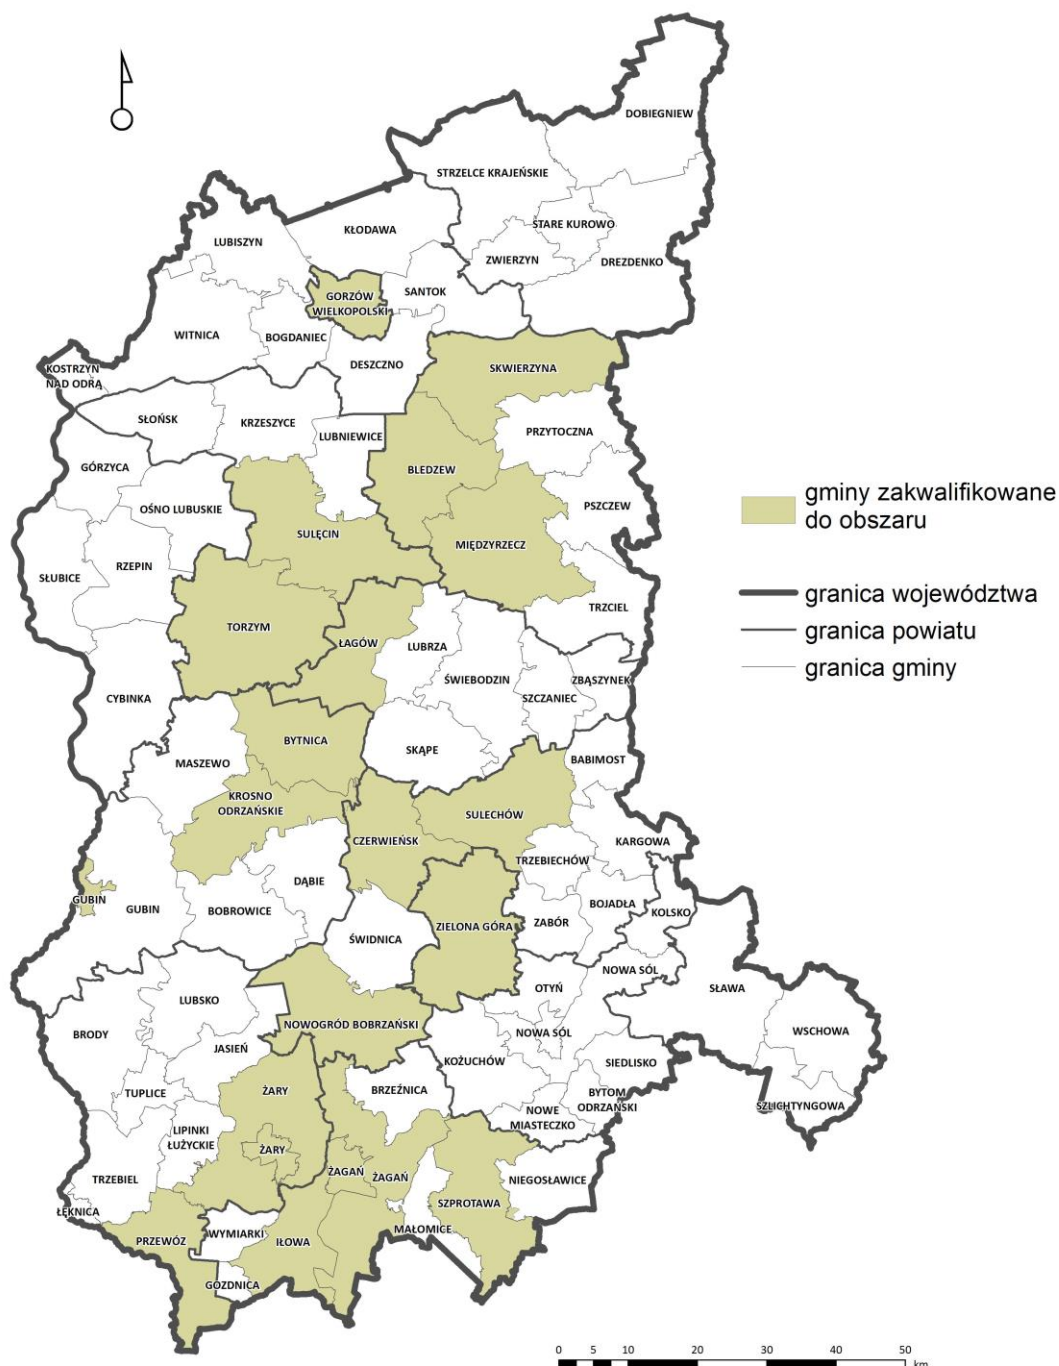 DOBIEGNIEW
STRZELCE KRAJEŃSKIE
STARE KUROWO
KŁODAWA
LUBISZYN
ZWIERZYN
DREZDENKO
SANTOK
GORZÓW
WIELKOPOLSKI
WITNICA
BOGDANIEC
DESZCZNO
KOSTRZYN
NAD ODRĄ
SKWIERZYNA
SŁOŃSK
KRZESZYCE
LUBNIEWICE
PRZYTOCZNA
GÓRZYCA
BLEDZEW
OŚNO LUBUSKIE
PSZCZEW
SULĘCIN
MIĘDZYRZECZ
RZEPIN
SŁUBICE
TRZCIEL
TORZYM
ŁAGÓW
LUBRZA
ŚWIEBODZIN
ZBĄSZYNEK
SZCZANIEC
CYBINKA
BYTNICA
SKĄPE
MASZEWO
BABIMOST
KROSNO
ODRZAŃSKIE
SULECHÓW
CZERWIEŃSK
KARGOWA
TRZEBIECHÓW
DĄBIE
GUBIN
GUBIN
BOBROWICE
BOJADŁA
KOLSKO
ZABÓR
ZIELONA GÓRA
ŚWIDNICA
NOWA SÓL
OTYŃ
SŁAWA
LUBSKO
NOWOGRÓD BOBRZAŃSKI
NOWA SÓL
WSCHOWA
BRODY
JASIEŃ
KOŻUCHÓW
SIEDLISKO
TUPLICE
ŻARY
BRZEŹNICA
BYTOM
ODRZAŃSKI
SZLICHTYNGOWA
NOWE
MIASTECZKO
LIPINKI
ŁUŻYCKIE
ŻARY
ŻAGAŃ
ŻAGAŃ
TRZEBIEL
NIEGOSŁAWICE
SZPROTAWA
ŁĘKNICA
MAŁOMICE
PRZEWÓZ
WYMIARKI
IŁOWA
GOZDNICA
gminy zakwalifikowane
do obszaru
granica województwa
granica powiatu
granica gminy
0 5 10 20 30 40 50
km